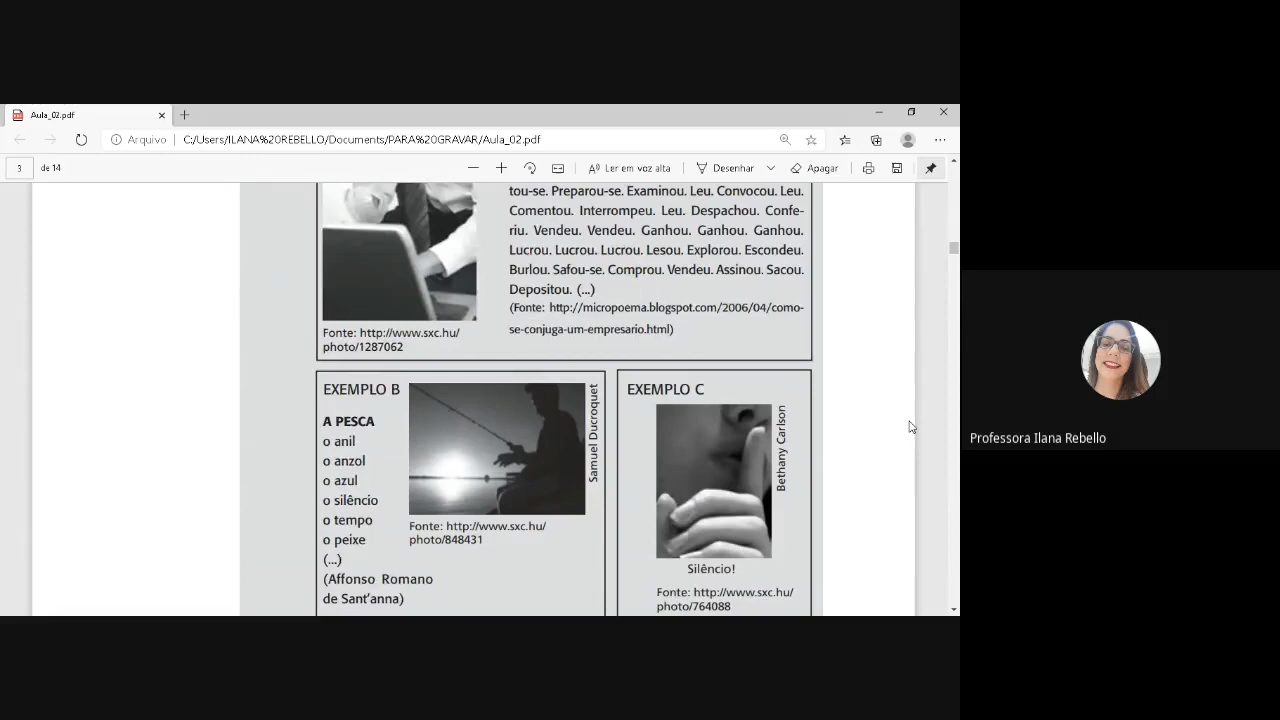 Aula_02.pdf
Arquivo
C:/Users/ILANA%20REBELLO/Documents/PARA%20GRAVAR/Aula_02.pdf
3
de 14
Ler em voz alta
Desenhar
Apagar
tou-se. Preparou-se. Examinou. Leu. Convocou. Leu.
Comentou. Interrompeu. Leu. Despachou. Confe-
riu. Vendeu. Vendeu. Ganhou. Ganhou. Ganhou.
Lucrou. Lucrou. Lucrou. Lesou. Explorou. Escondeu.
Burlou. Safou-se. Comprou. Vendeu. Assinou. Sacou.
Depositou. (...)
(Fonte: http://micropoema.blogspot.com/2006/04/como-
se-conjuga-um-empresario.html)
Fonte: http://www.sxc.hu/
photo/1287062
EXEMPLO B
A PESCA
o anil
o anzol
o azul
o silêncio
o tempo
o peixe
(...)
(Affonso Romano
de Sant’anna)
Samuel Ducroquet
Fonte: http://www.sxc.hu/
photo/848431
EXEMPLO C
Bethany Carlson
Silêncio!
Fonte: http://www.sxc.hu/
photo/764088
Professora Ilana Rebello